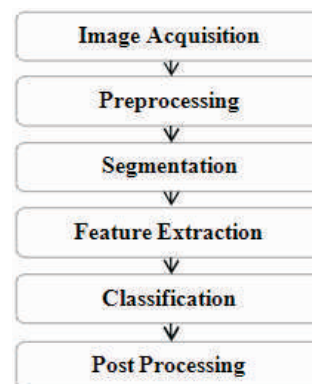 Image Acquisition
Preprocessing
Segmentation
Feature Extraction
Classification
Post Processing